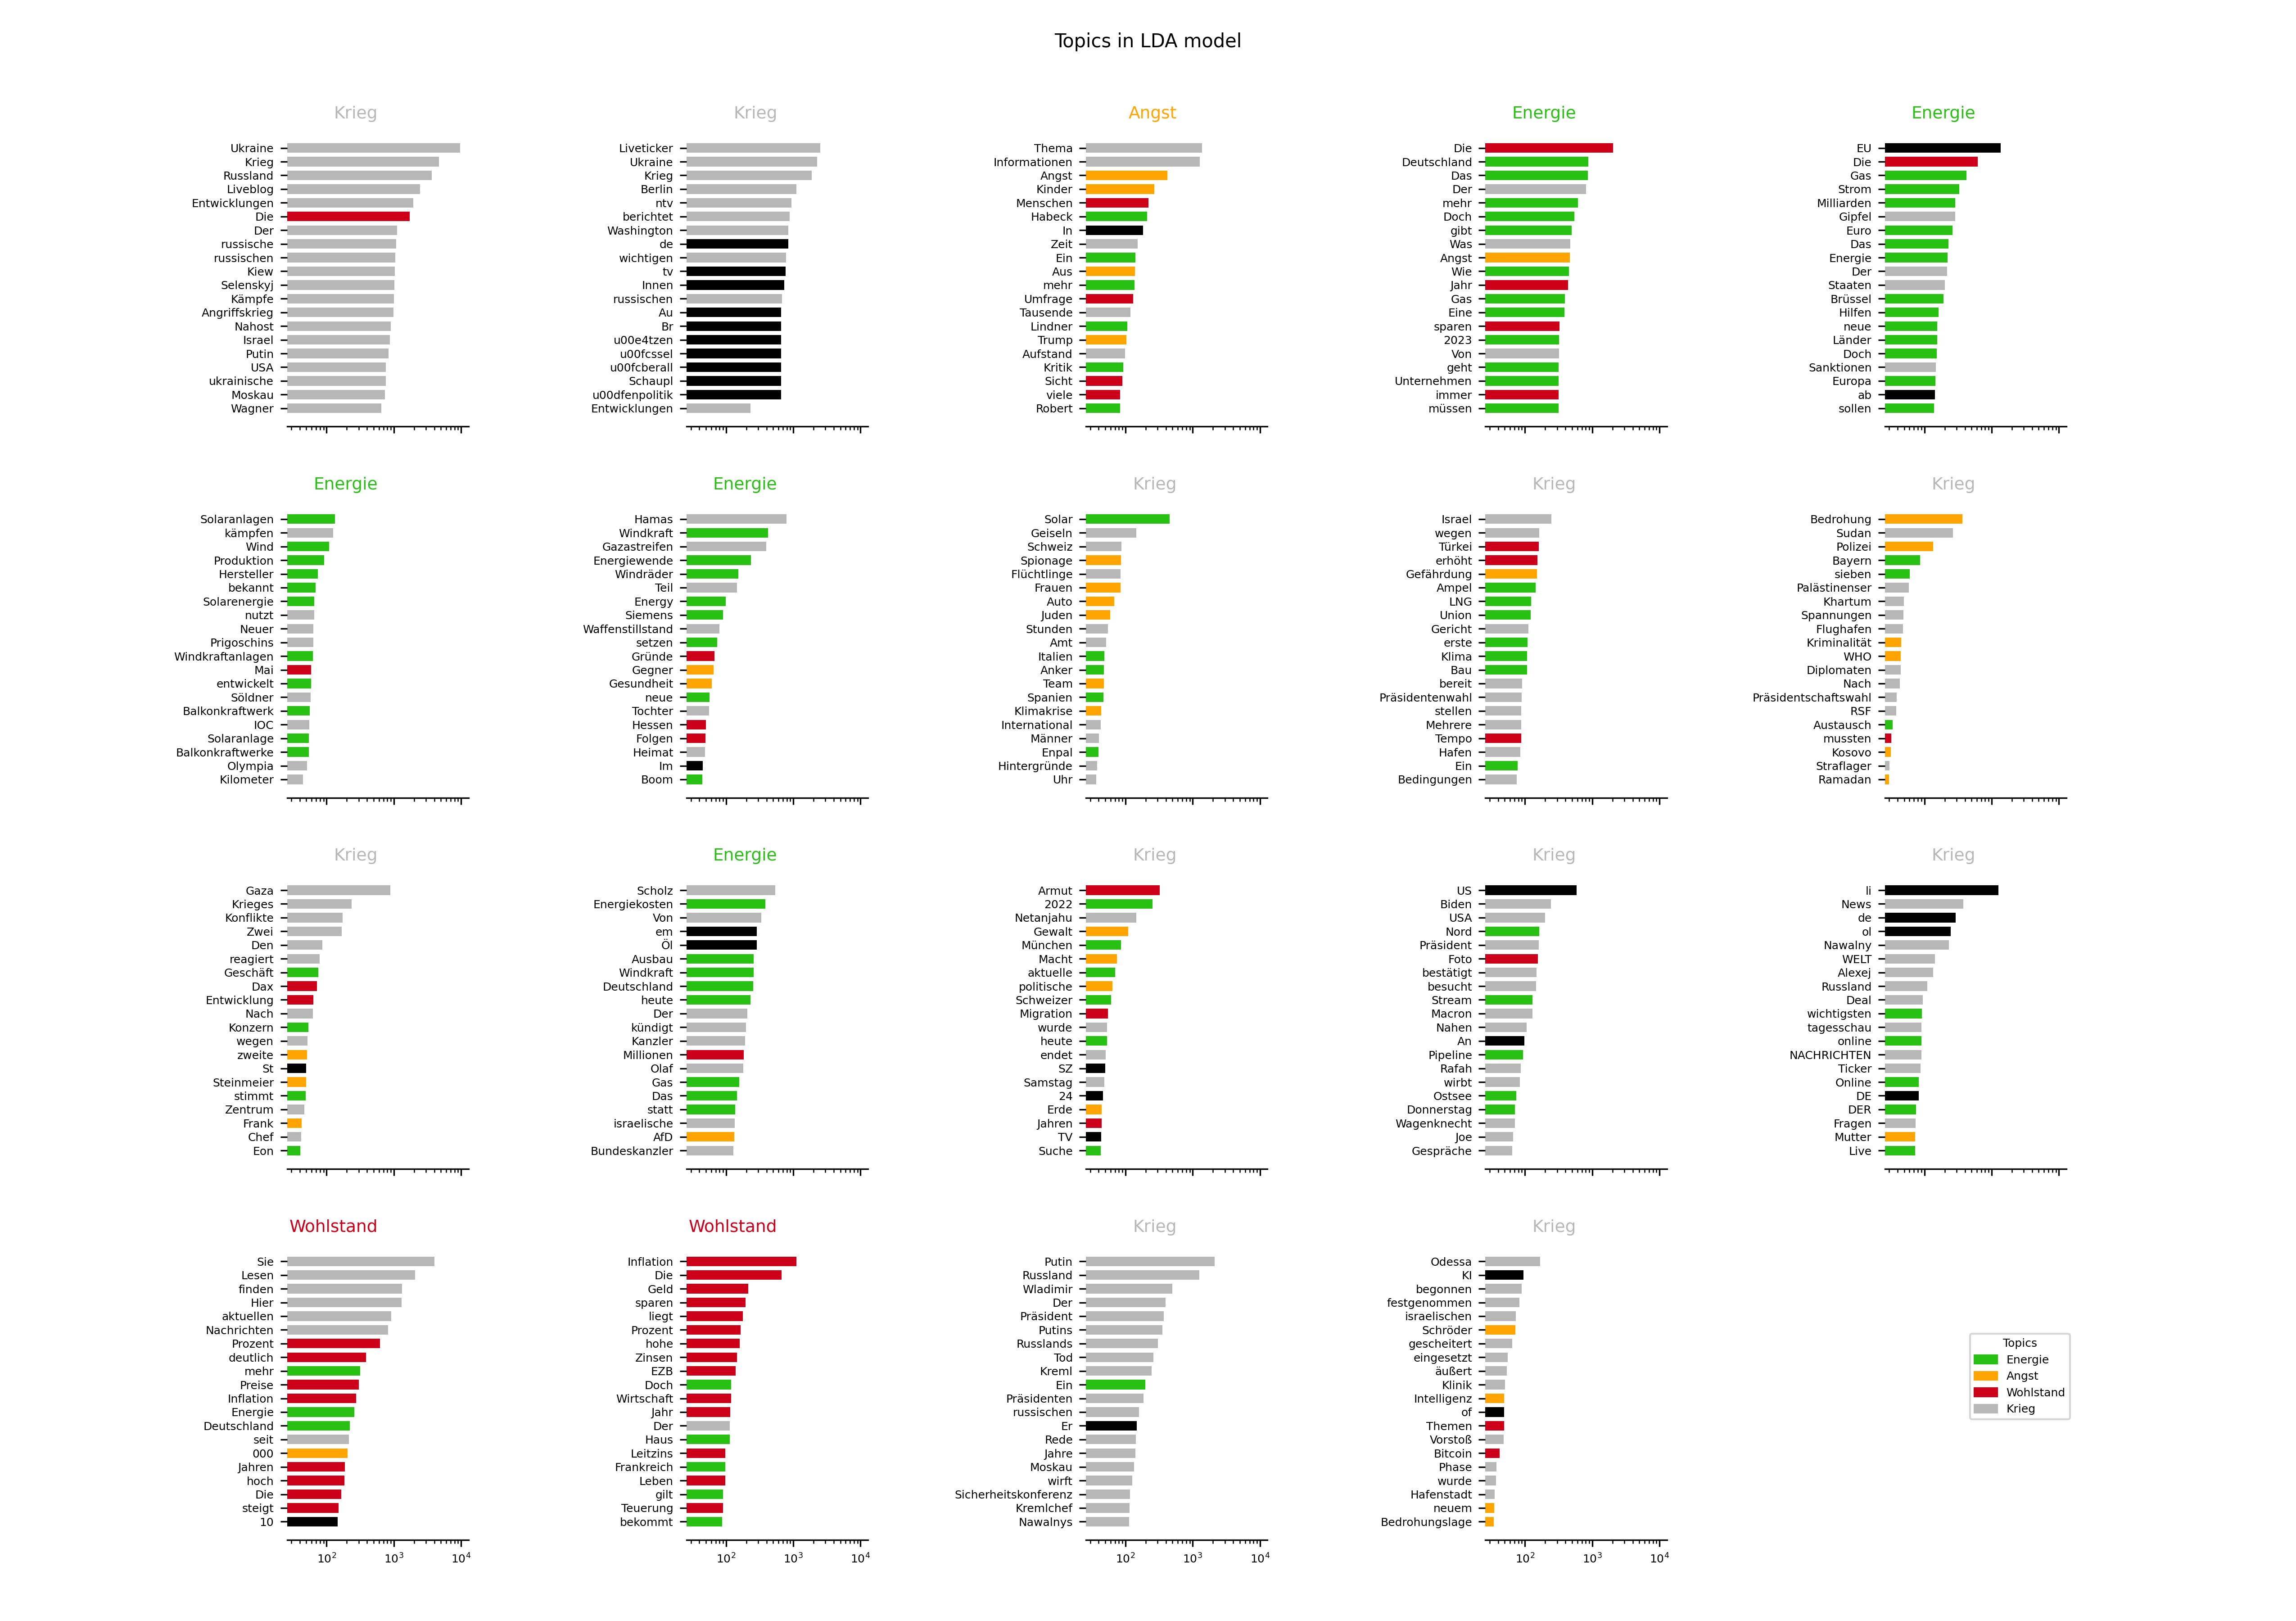 Topics in LDA model
Krieg
Ukraine
Krieg
Russland
Liveblog
Entwicklungen
Die
Der
russische
russischen
Kiew
Selenskyj
Kämpfe
Angriffskrieg
Nahost
Israel
Putin
USA
ukrainische
Moskau
Wagner
Krieg
Liveticker
Ukraine
Krieg
Berlin
ntv
berichtet
Washington
de
wichtigen
tv
Innen
russischen
Au
Br
u00e4tzen
u00fcssel
u00fcberall
Schaupl
u00dfenpolitik
Entwicklungen
Angst
Thema
Informationen
Angst
Kinder
Menschen
Habeck
In
Zeit
Ein
Aus
mehr
Umfrage
Tausende
Lindner
Trump
Aufstand
Kritik
Sicht
viele
Robert
Energie
Die
Deutschland
Das
Der
mehr
Doch
gibt
Was
Angst
Wie
Jahr
Gas
Eine
sparen
2023
Von
geht
Unternehmen
immer
müssen
Energie
EU
Die
Gas
Strom
Milliarden
Gipfel
Euro
Das
Energie
Der
Staaten
Brüssel
Hilfen
neue
Länder
Doch
Sanktionen
Europa
ab
sollen
Energie
Solaranlagen
kämpfen
Wind
Produktion
Hersteller
bekannt
Solarenergie
nutzt
Neuer
Prigoschins
Windkraftanlagen
Mai
entwickelt
Söldner
Balkonkraftwerk
IOC
Solaranlage
Balkonkraftwerke
Olympia
Kilometer
Energie
Hamas
Windkraft
Gazastreifen
Energiewende
Windräder
Teil
Energy
Siemens
Waffenstillstand
setzen
Gründe
Gegner
Gesundheit
neue
Tochter
Hessen
Folgen
Heimat
Im
Boom
Krieg
Solar
Geiseln
Schweiz
Spionage
Flüchtlinge
Frauen
Auto
Juden
Stunden
Amt
Italien
Anker
Team
Spanien
Klimakrise
International
Männer
Enpal
Hintergründe
Uhr
Krieg
Israel
wegen
Türkei
erhöht
Gefährdung
Ampel
LNG
Union
Gericht
erste
Klima
Bau
bereit
Präsidentenwahl
stellen
Mehrere
Tempo
Hafen
Ein
Bedingungen
Krieg
Bedrohung
Sudan
Polizei
Bayern
sieben
Palästinenser
Khartum
Spannungen
Flughafen
Kriminalität
WHO
Diplomaten
Nach
Präsidentschaftswahl
RSF
Austausch
mussten
Kosovo
Straflager
Ramadan
Krieg
Gaza
Krieges
Konflikte
Zwei
Den
reagiert
Geschäft
Dax
Entwicklung
Nach
Konzern
wegen
zweite
St
Steinmeier
stimmt
Zentrum
Frank
Chef
Eon
Energie
Scholz
Energiekosten
Von
em
Öl
Ausbau
Windkraft
Deutschland
heute
Der
kündigt
Kanzler
Millionen
Olaf
Gas
Das
statt
israelische
AfD
Bundeskanzler
Krieg
Armut
2022
Netanjahu
Gewalt
München
Macht
aktuelle
politische
Schweizer
Migration
wurde
heute
endet
SZ
Samstag
24
Erde
Jahren
TV
Suche
Krieg
US
Biden
USA
Nord
Präsident
Foto
bestätigt
besucht
Stream
Macron
Nahen
An
Pipeline
Rafah
wirbt
Ostsee
Donnerstag
Wagenknecht
Joe
Gespräche
Krieg
li
News
de
ol
Nawalny
WELT
Alexej
Russland
Deal
wichtigsten
tagesschau
online
NACHRICHTEN
Ticker
Online
DE
DER
Fragen
Mutter
Live
Wohlstand
Sie
Lesen
finden
Hier
aktuellen
Nachrichten
Prozent
deutlich
mehr
Preise
Inflation
Energie
Deutschland
seit
000
Jahren
hoch
Die
steigt
10
10² 10³ 10⁴
Wohlstand
Inflation
Die
Geld
sparen
liegt
Prozent
hohe
Zinsen
EZB
Doch
Wirtschaft
Jahr
Der
Haus
Leitzins
Frankreich
Leben
gilt
Teuerung
bekommt
10² 10³ 10⁴
Krieg
Putin
Russland
Wladimir
Der
Präsident
Putins
Russlands
Tod
Kreml
Ein
Präsidenten
russischen
Er
Rede
Jahre
Moskau
wirft
Sicherheitskonferenz
Kremlchef
Nawalnys
10² 10³ 10⁴
Krieg
Odessa
KI
begonnen
festgenommen
israelischen
Schröder
gescheitert
eingesetzt
äußert
Klinik
Intelligenz
of
Themen
Vorstoß
Bitcoin
Phase
wurde
Hafenstadt
neuem
Bedrohungslage
10² 10³ 10⁴
Topics
Energie
Angst
Wohlstand
Krieg